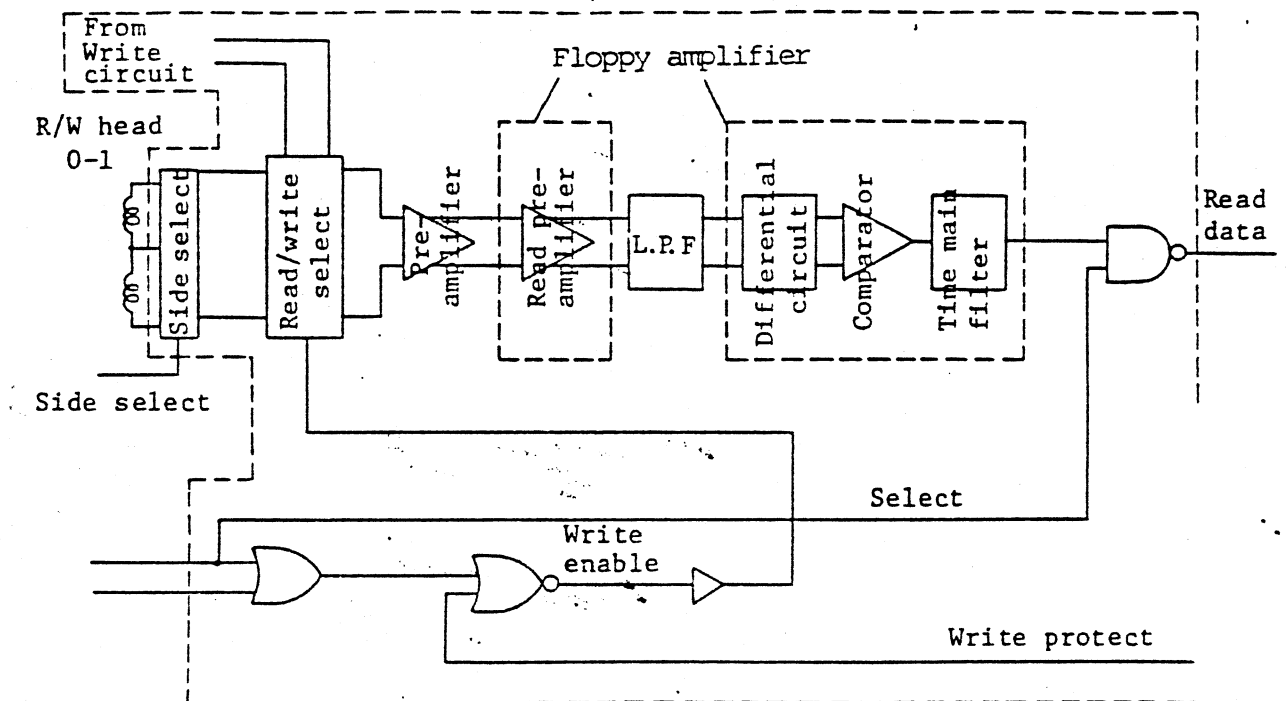 From
Write
circuit
Floppy amplifier
R/W head
0-1
Side select
Read/write
select
Pre-
amplifier
Read pre-
amplifier
L.P.F
Differential
circuit
Comparator
Time main
filter
Read
data
Side select
Select
Write
enable
Write protect